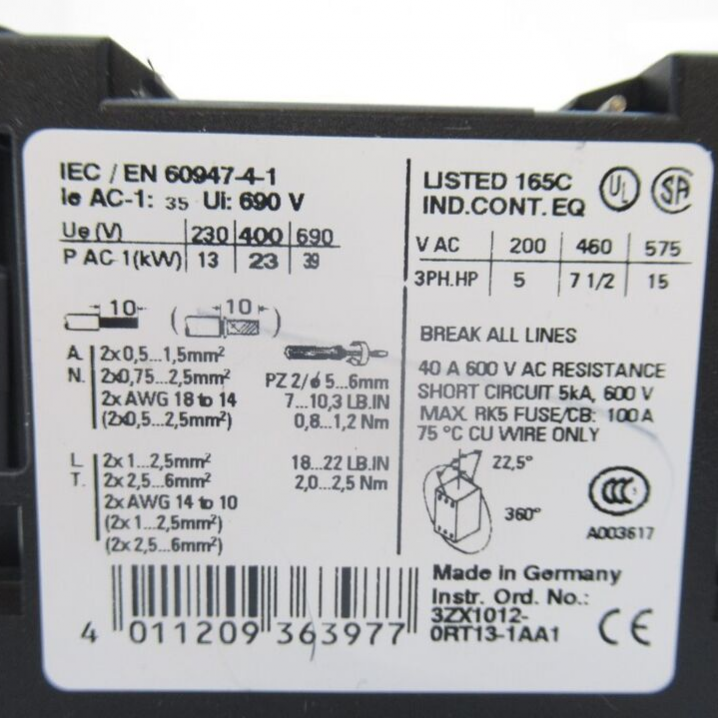 IEC / EN 60947-4-1
Ie AC-1: 35 Ui: 690 V
Ue (V) 230 400 690
P AC-1(kW) 13 23 39
10 ( 10 )
A. 2x0,5...1,5mm²
N. 2x0,75...2,5mm² PZ 2/ø 5...6mm
2x AWG 18 to 14 7...10,3 LB.IN
(2x0,5...2,5mm²) 0,8...1,2 Nm
L 2x 1...2,5mm² 18...22 LB.IN
T. 2x 2,5...6mm² 2,0...2,5 Nm
2x AWG 14 to 10
(2x 1...2,5mm²)
(2x 2,5...6mm²)
4 011209 363977
LISTED 165C UL SA
IND.CONT. EQ
V AC 200 460 575
3PH.HP 5 7 1/2 15
BREAK ALL LINES
40 A 600 V AC RESISTANCE
SHORT CIRCUIT 5kA, 600 V
MAX. RK5 FUSE/CB: 100 A
75 °C CU WIRE ONLY
22,5°
360°
CCC
A003617
Made in Germany
Instr. Ord. No.:
3ZX1012-
0RT13-1AA1 CE